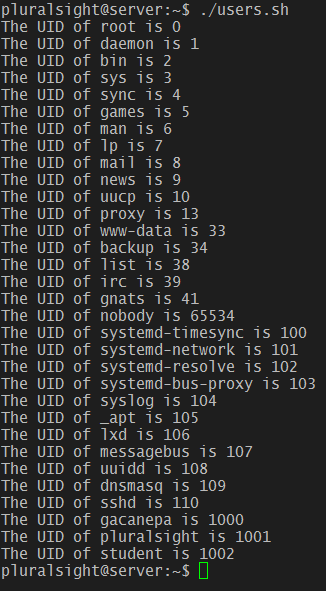 pluralsight@server:~$ ./users.sh
The UID of root is 0
The UID of daemon is 1
The UID of bin is 2
The UID of sys is 3
The UID of sync is 4
The UID of games is 5
The UID of man is 6
The UID of lp is 7
The UID of mail is 8
The UID of news is 9
The UID of uucp is 10
The UID of proxy is 13
The UID of www-data is 33
The UID of backup is 34
The UID of list is 38
The UID of irc is 39
The UID of gnats is 41
The UID of nobody is 65534
The UID of systemd-timesync is 100
The UID of systemd-network is 101
The UID of systemd-resolve is 102
The UID of systemd-bus-proxy is 103
The UID of syslog is 104
The UID of _apt is 105
The UID of lxd is 106
The UID of messagebus is 107
The UID of uuidd is 108
The UID of dnsmasq is 109
The UID of sshd is 110
The UID of gacanepa is 1000
The UID of pluralsight is 1001
The UID of student is 1002
pluralsight@server:~$